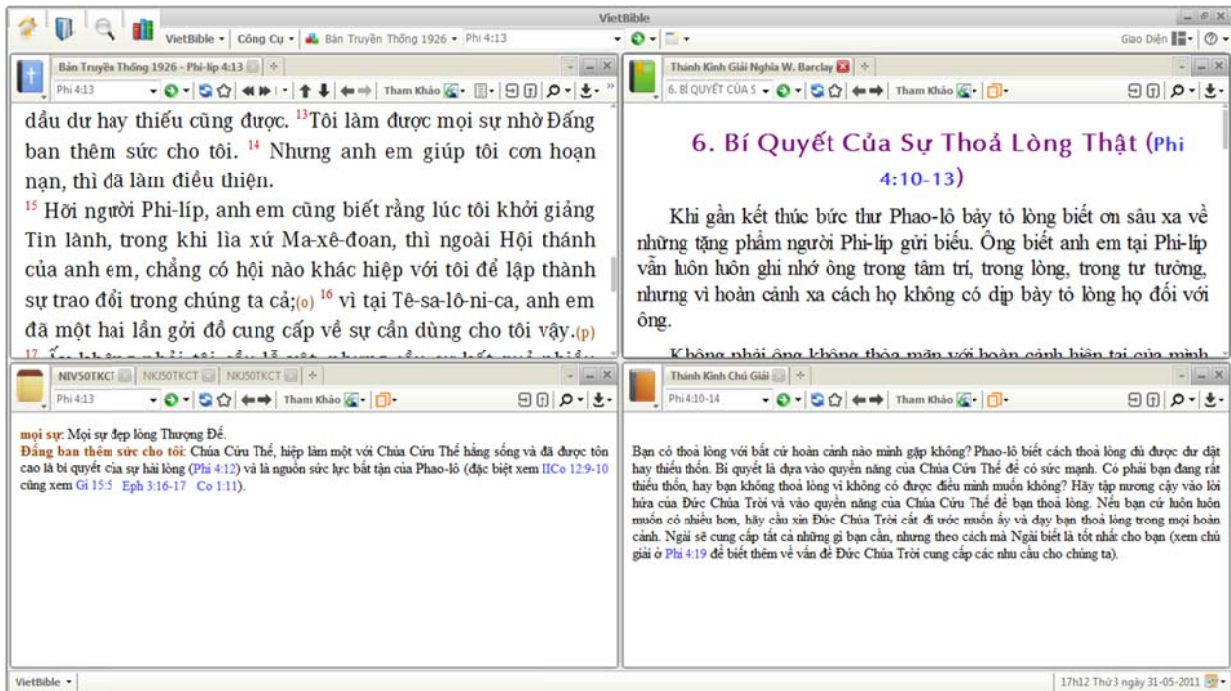 VietBible
VietBible
Công Cụ
Bản Truyền Thống 1926
Phi 4:13
Giao Diện
Bản Truyền Thống 1926 - Phi-líp 4:13
Phi 4:13
Tham Khảo
dầu dư hay thiếu cũng được. 13Tôi làm được mọi sự nhờ Đấng
ban thêm sức cho tôi. 14 Nhưng anh em giúp tôi cơn hoạn
nạn, thì đã làm điều thiện.
15 Hỡi người Phi-líp, anh em cũng biết rằng lúc tôi khởi giảng
Tin lành, trong khi lìa xứ Ma-xê-đoan, thì ngoài Hội thánh
của anh em, chẳng có hội nào khác hiệp với tôi để lập thành
sự trao đổi trong chúng ta cả;(o) 16 vì tại Tê-sa-lô-ni-ca, anh em
đã một hai lần gởi đồ cung cấp về sự cần dùng cho tôi vậy.(p)
Thánh Kinh Giải Nghĩa W. Barclay
6. BÍ QUYẾT CỦA S
Tham Khảo
6. Bí Quyết Của Sự Thoả Lòng Thật (Phi
4:10-13)
Khi gần kết thúc bức thư Phao-lô bày tỏ lòng biết ơn sâu xa về
những tặng phẩm người Phi-líp gửi biếu. Ông biết anh em tại Phi-líp
vẫn luôn luôn ghi nhớ ông trong tâm trí, trong lòng, trong tư tưởng,
nhưng vì hoàn cảnh xa cách họ không có dịp bày tỏ lòng họ đối với
ông.
Không phải ông không thỏa mãn với hoàn cảnh hiện tại của mình
NIV50TKCT
NKJ50TKCT
NKJ50TKCT
Phi 4:13
Tham Khảo
mọi sự: Mọi sự đẹp lòng Thượng Đế.
Đấng ban thêm sức cho tôi: Chúa Cứu Thế, hiệp làm một với Chúa Cứu Thế hằng sống và đã được tôn
cao là bí quyết của sự hài lòng (Phi 4:12) và là nguồn sức lực bất tận của Phao-lô (đặc biệt xem IICo 12:9-10
cũng xem Gi 15:5 Eph 3:16-17 Co 1:11).
Thánh Kinh Chú Giải
Phi 4:10-14
Tham Khảo
Bạn có thoả lòng với bất cứ hoàn cảnh nào mình gặp không? Phao-lô biết cách thoả lòng dù được dư dật
hay thiếu thốn. Bí quyết là dựa vào quyền năng của Chúa Cứu Thế để có sức mạnh. Có phải bạn đang rất
thiếu thốn, hay bạn không thoả lòng vì không có được điều mình muốn không? Hãy tập nương cậy vào lời
hứa của Đức Chúa Trời và vào quyền năng của Chúa Cứu Thế để bạn thoả lòng. Nếu bạn cứ luôn luôn
muốn có nhiều hơn, hãy cầu xin Đức Chúa Trời cất đi ước muốn ấy và dạy bạn thoả lòng trong mọi hoàn
cảnh. Ngài sẽ cung cấp tất cả những gì bạn cần, nhưng theo cách mà Ngài biết là tốt nhất cho bạn (xem chú
giải ở Phi 4:19 để biết thêm về vấn đề Đức Chúa Trời cung cấp các nhu cầu cho chúng ta).
VietBible
17h12 Thứ 3 ngày 31-05-2011